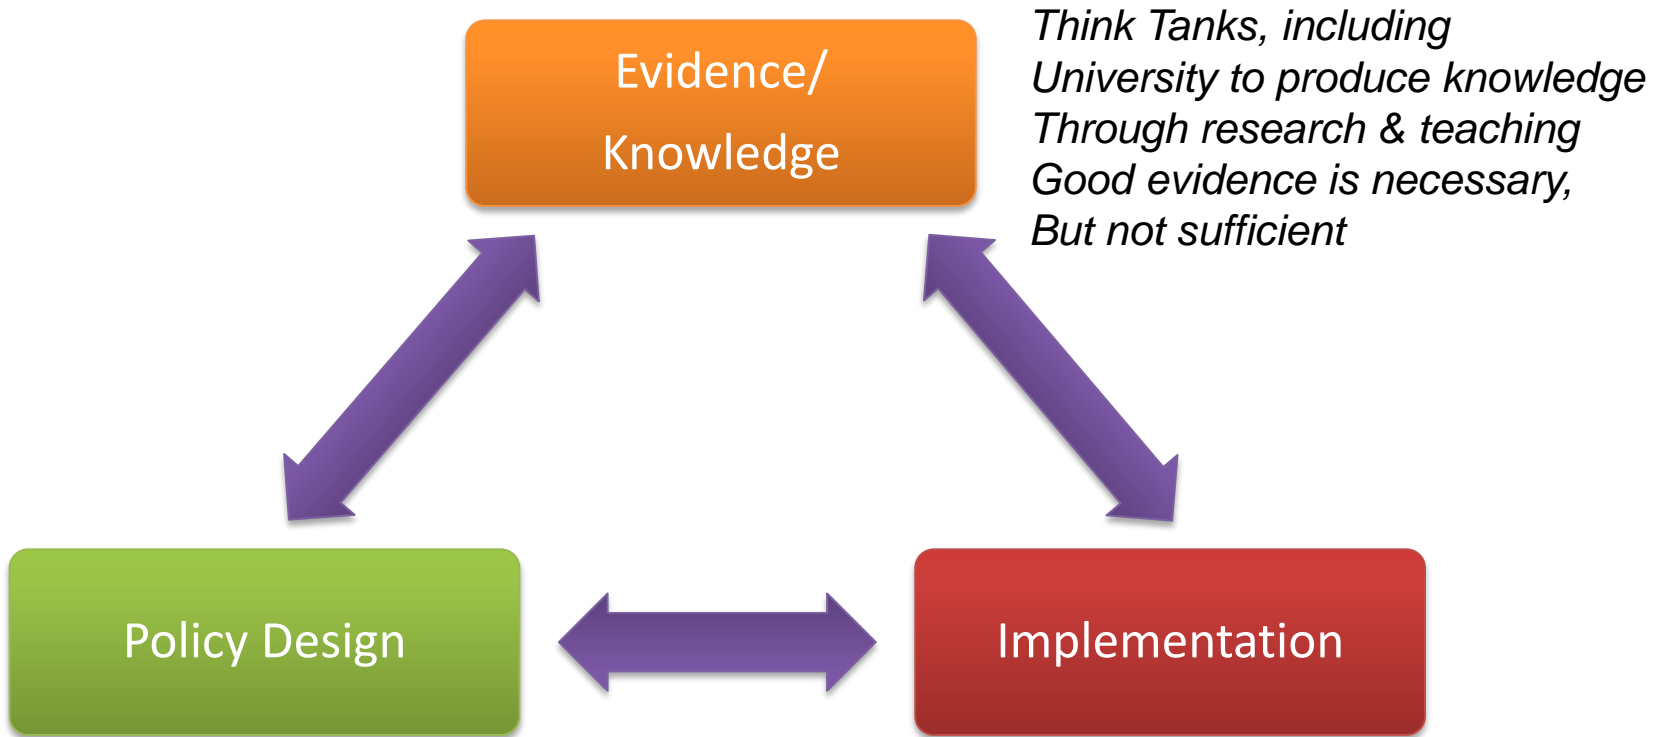 Think Tanks, including
University to produce knowledge
Through research & teaching
Good evidence is necessary,
But not sufficient
Evidence/
Knowledge
Policy Design
Implementation